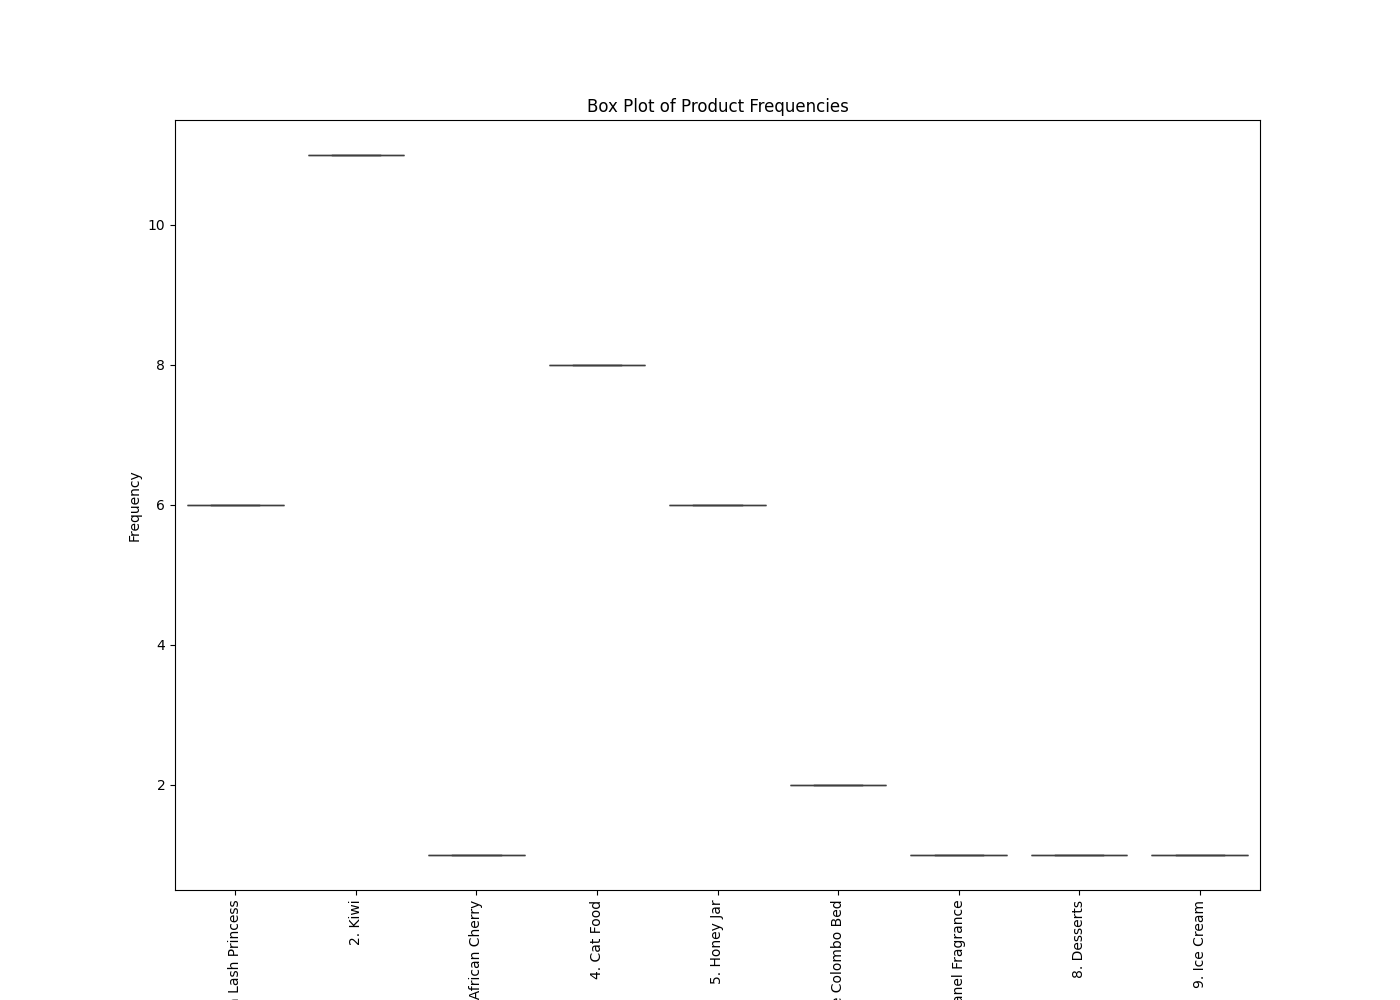 Box Plot of Product Frequencies
10
8
6
4
2
Frequency
Lash Princess
2. Kiwi
African Cherry
4. Cat Food
5. Honey Jar
Colombo Bed
Fragrance
8. Desserts
9. Ice Cream